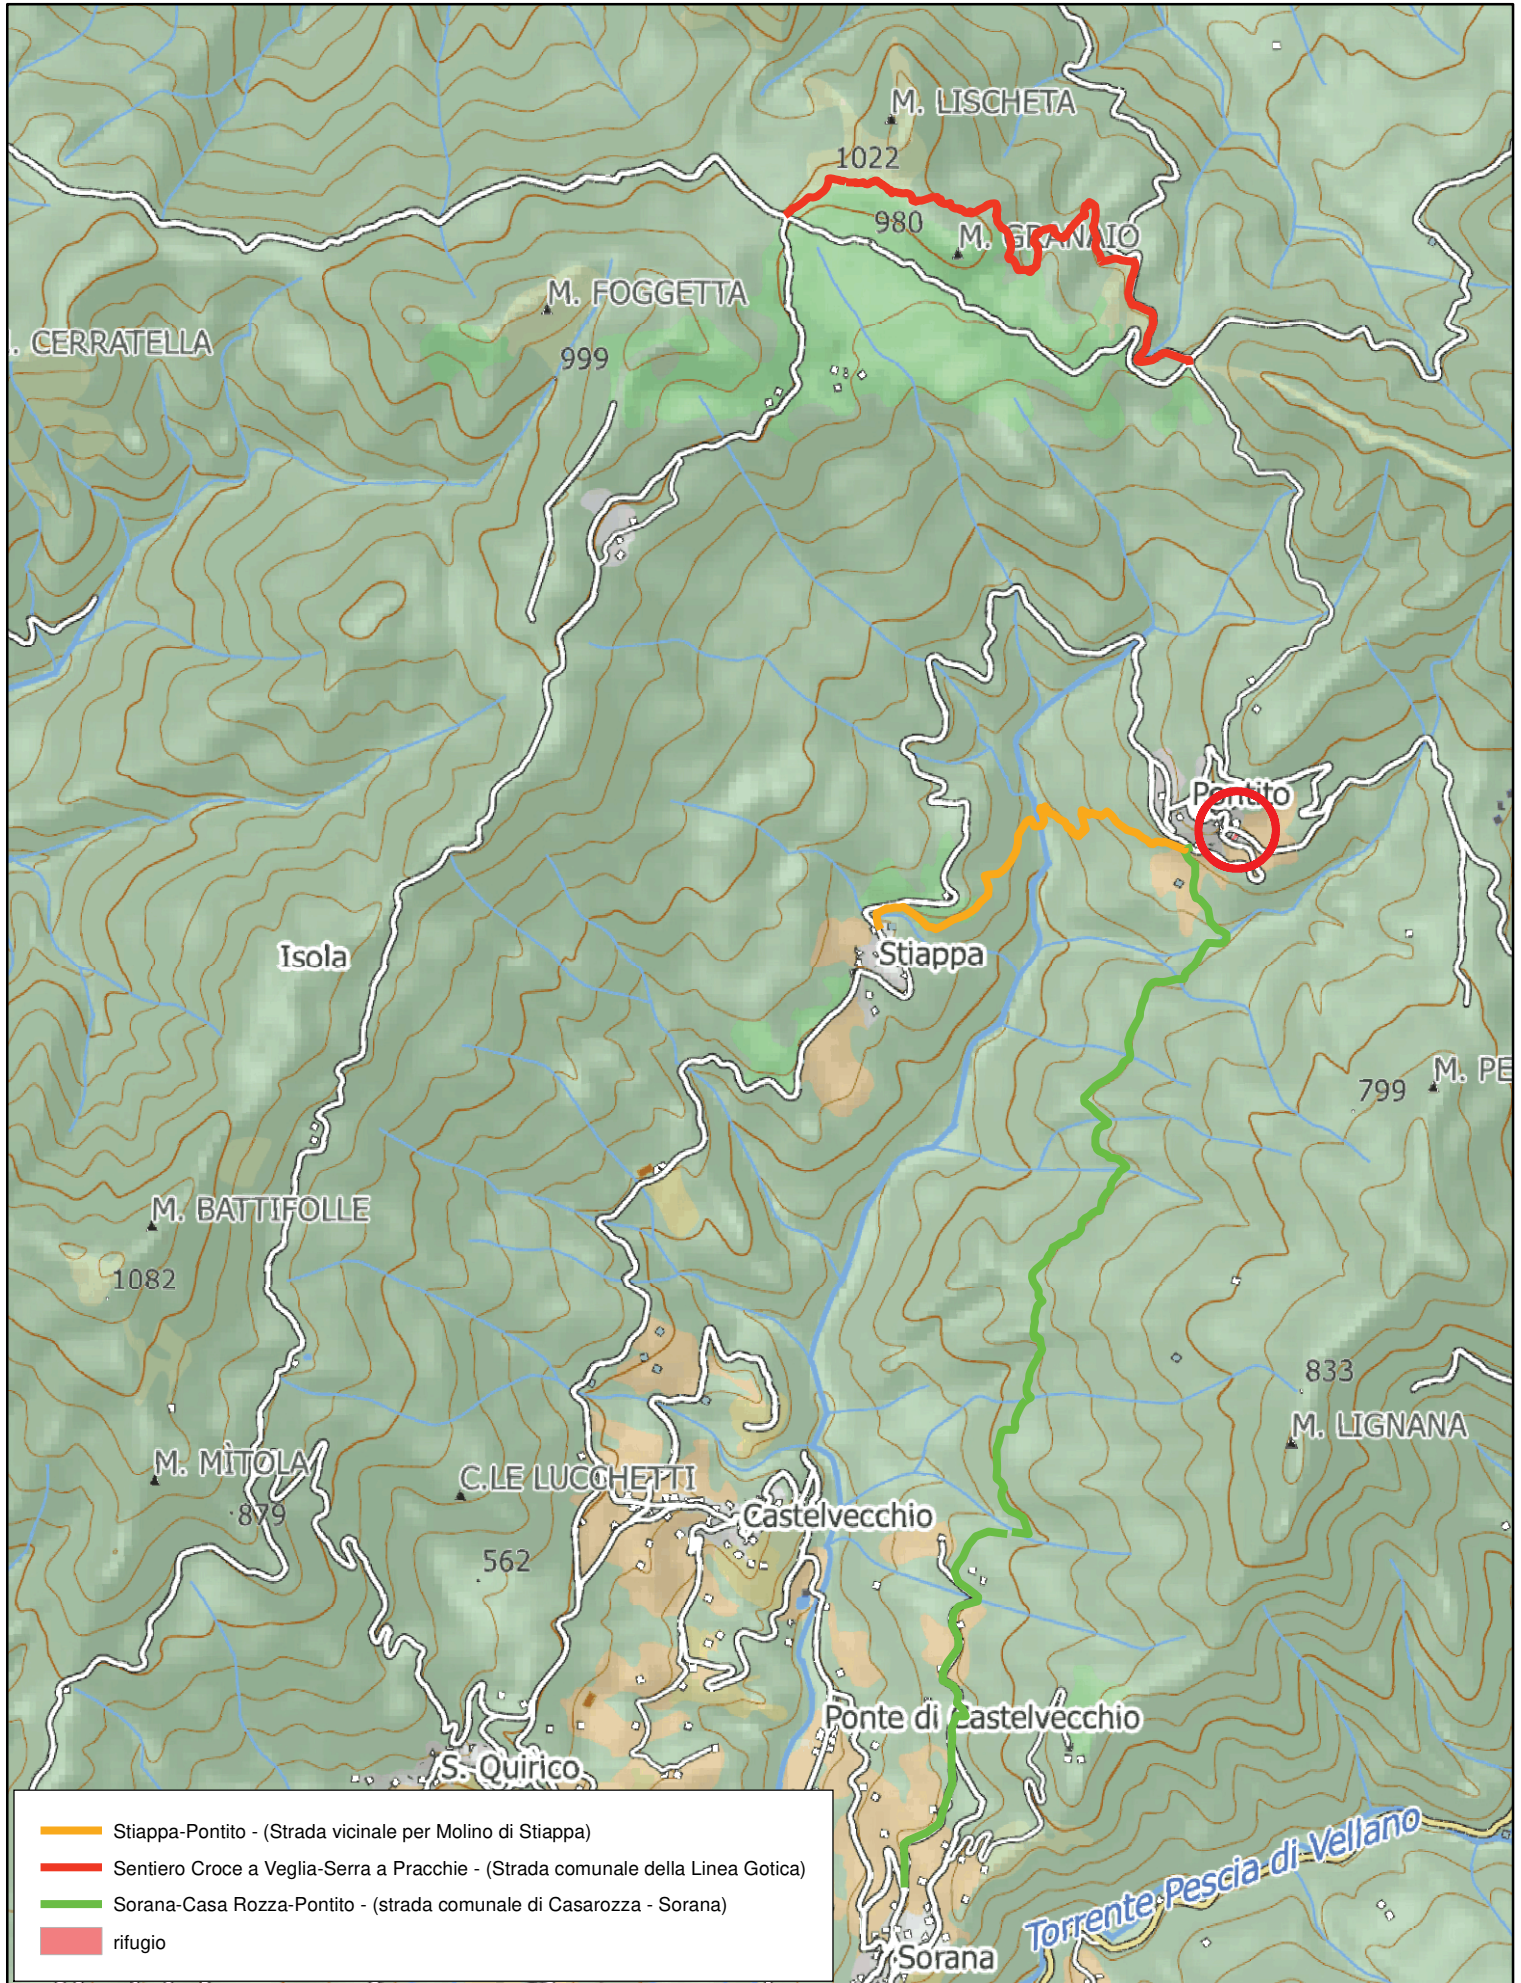 M. LISCHETA
1022
980
M. GRANAIO
M. FOGGETTA
. CERRATELLA
999
Pontito
Stiappa
Isola
M. PE
799
M. BATTIFOLLE
1082
833
M. LIGNANA
M. MÌTOLA
C.LE LUCCHETTI
879
Castelvecchio
562
Ponte di Castelvecchio
S. Quirico
Stiappa-Pontito - (Strada vicinale per Molino di Stiappa)
Sentiero Croce a Veglia-Serra a Pracchie - (Strada comunale della Linea Gotica)
Sorana-Casa Rozza-Pontito - (strada comunale di Casarozza - Sorana)
rifugio
Torrente Pescia di Vellano
Sorana